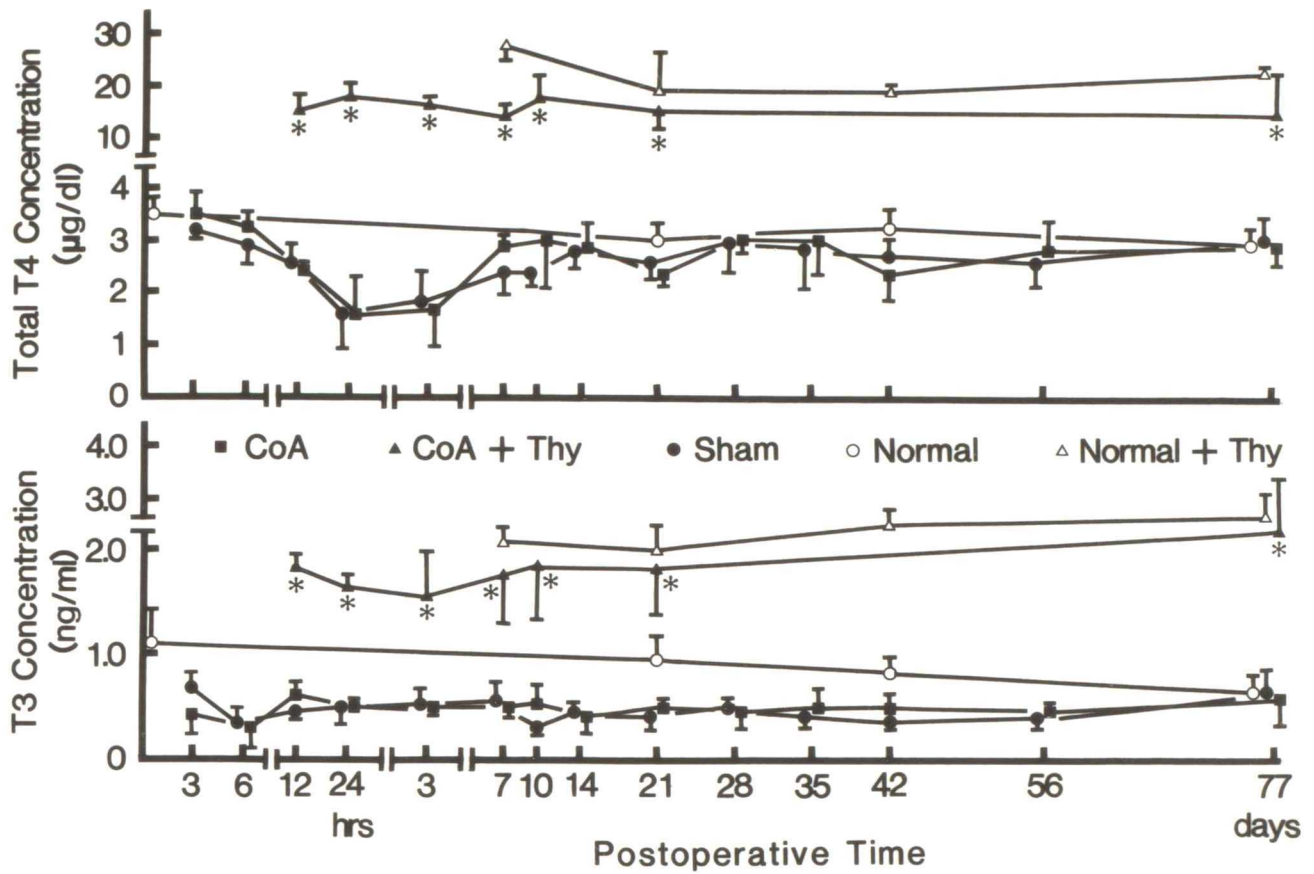 Total T4 Concentration
(µg/dl)
30
20
10
4
3
2
1
0
* * * * * * *
■ CoA ▲ CoA + Thy ● Sham ○ Normal △ Normal + Thy
T3 Concentration
(ng/ml)
4.0
3.0
2.0
1.0
0
* * * * * * *
3 6 12 24 3 7 10 14 21 28 35 42 56 77
hrs days
Postoperative Time